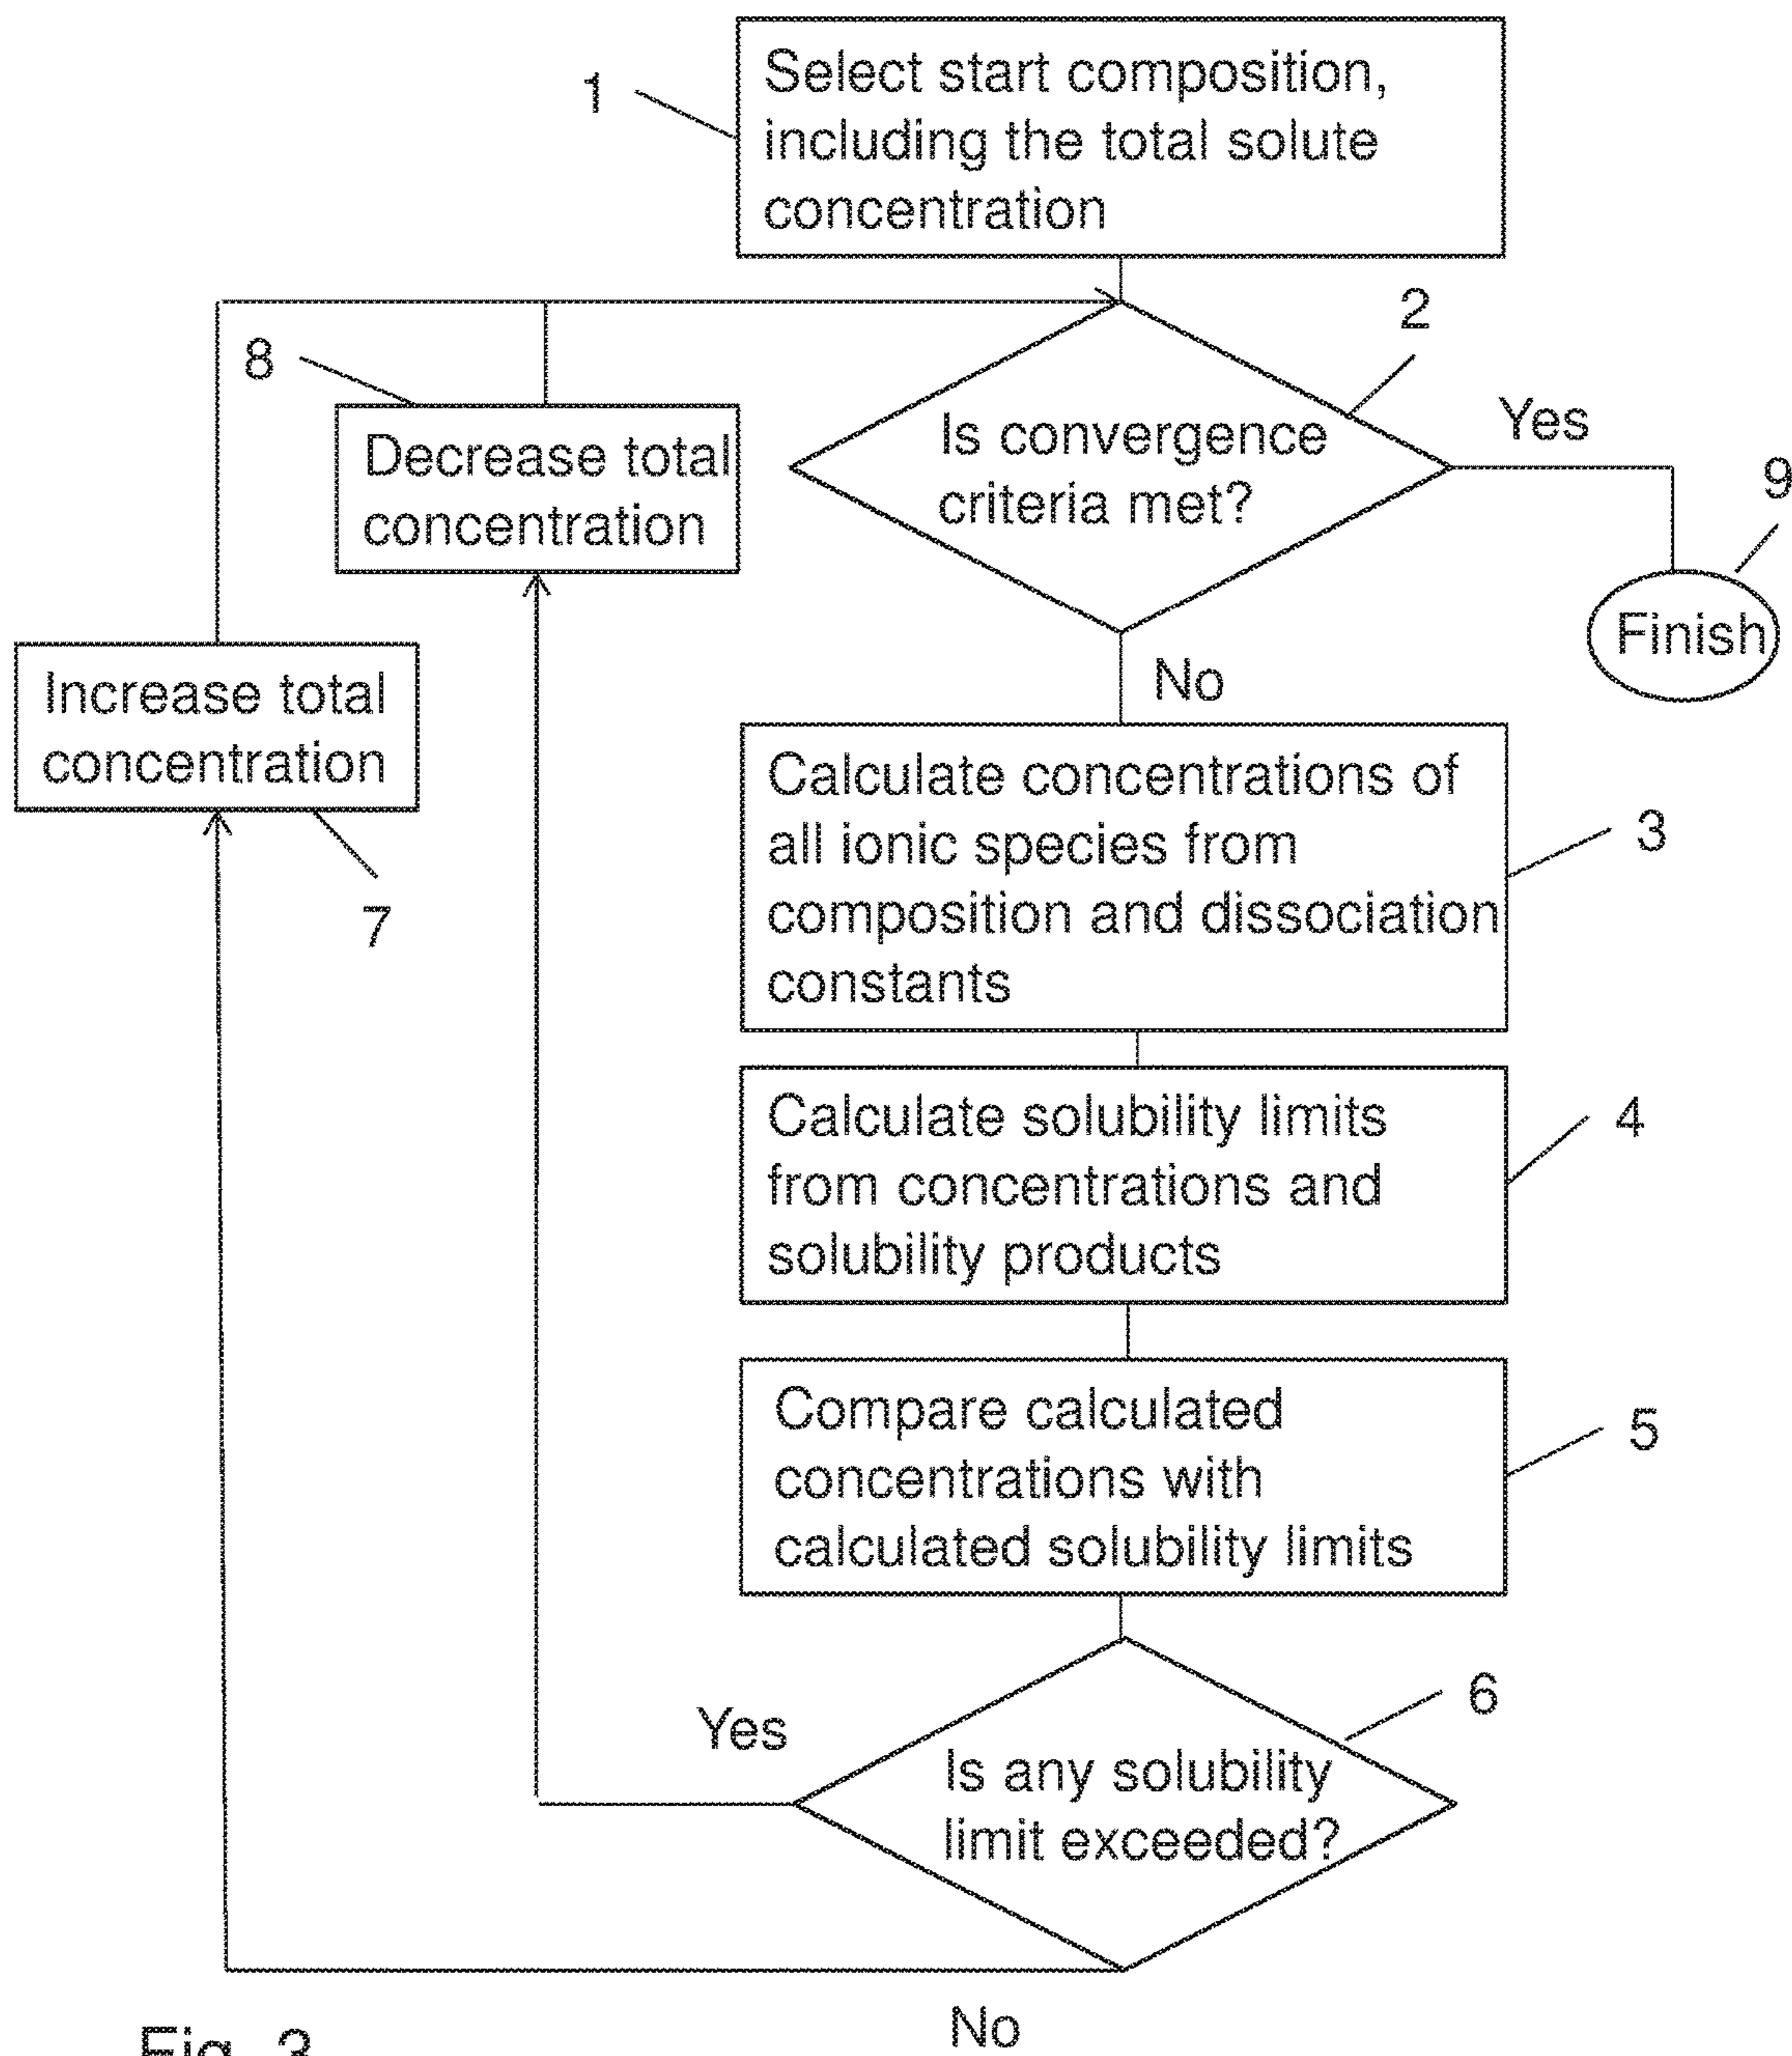 1
Select start composition,
including the total solute
concentration
2
8
Decrease total
concentration
Is convergence
criteria met?
Yes
9
Finish
Increase total
concentration
7
No
Calculate concentrations of
all ionic species from
composition and dissociation
constants
3
Calculate solubility limits
from concentrations and
solubility products
4
Compare calculated
concentrations with
calculated solubility limits
5
6
Yes
Is any solubility
limit exceeded?
No
Fig. 3